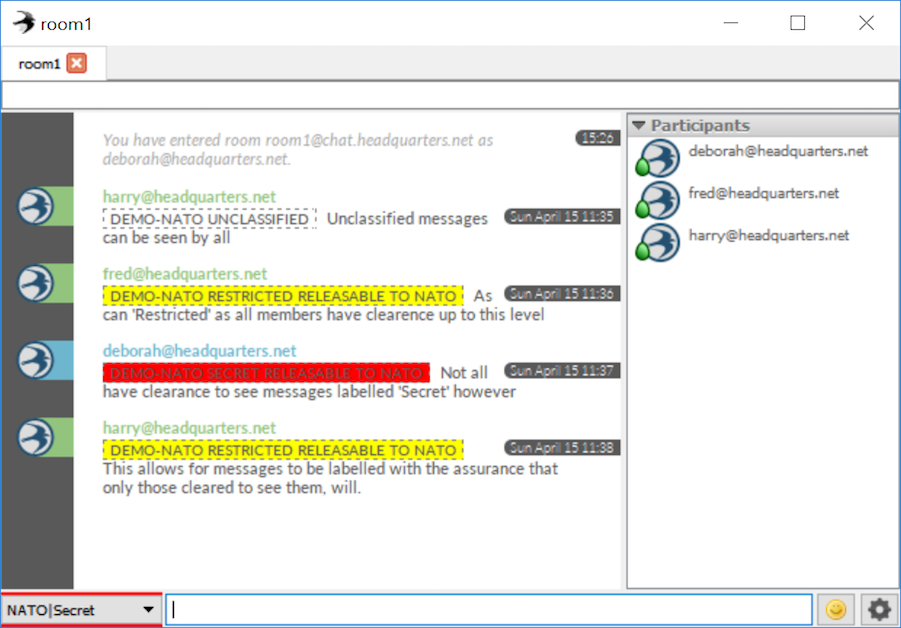 room1
room1
You have entered room room1@chat.headquarters.net as
15:26
deborah@headquarters.net.
harry@headquarters.net
DEMO-NATO UNCLASSIFIED Unclassified messages
Sun April 15 11:35
can be seen by all
fred@headquarters.net
DEMO-NATO RESTRICTED RELEASABLE TO NATO As
Sun April 15 11:36
can 'Restricted' as all members have clearence up to this level
deborah@headquarters.net
DEMO-NATO SECRET RELEASABLE TO NATO Not all
Sun April 15 11:37
have clearance to see messages labelled 'Secret' however
harry@headquarters.net
DEMO-NATO RESTRICTED RELEASABLE TO NATO
Sun April 15 11:38
This allows for messages to be labelled with the assurance that
only those cleared to see them, will.
Participants
deborah@headquarters.net
fred@headquarters.net
harry@headquarters.net
NATO|Secret